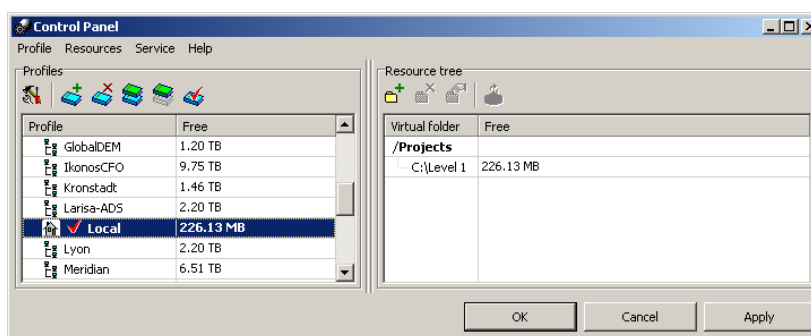 Control Panel
Profile Resources Service Help
Profiles
Profile Free
GlobalDEM 1.20 TB
IkonosCFO 9.75 TB
Kronstadt 1.46 TB
Larisa-ADS 2.20 TB
Local 226.13 MB
Lyon 2.20 TB
Meridian 6.51 TB
Resource tree
Virtual folder Free
/Projects
C:\Level 1 226.13 MB
OK Cancel Apply